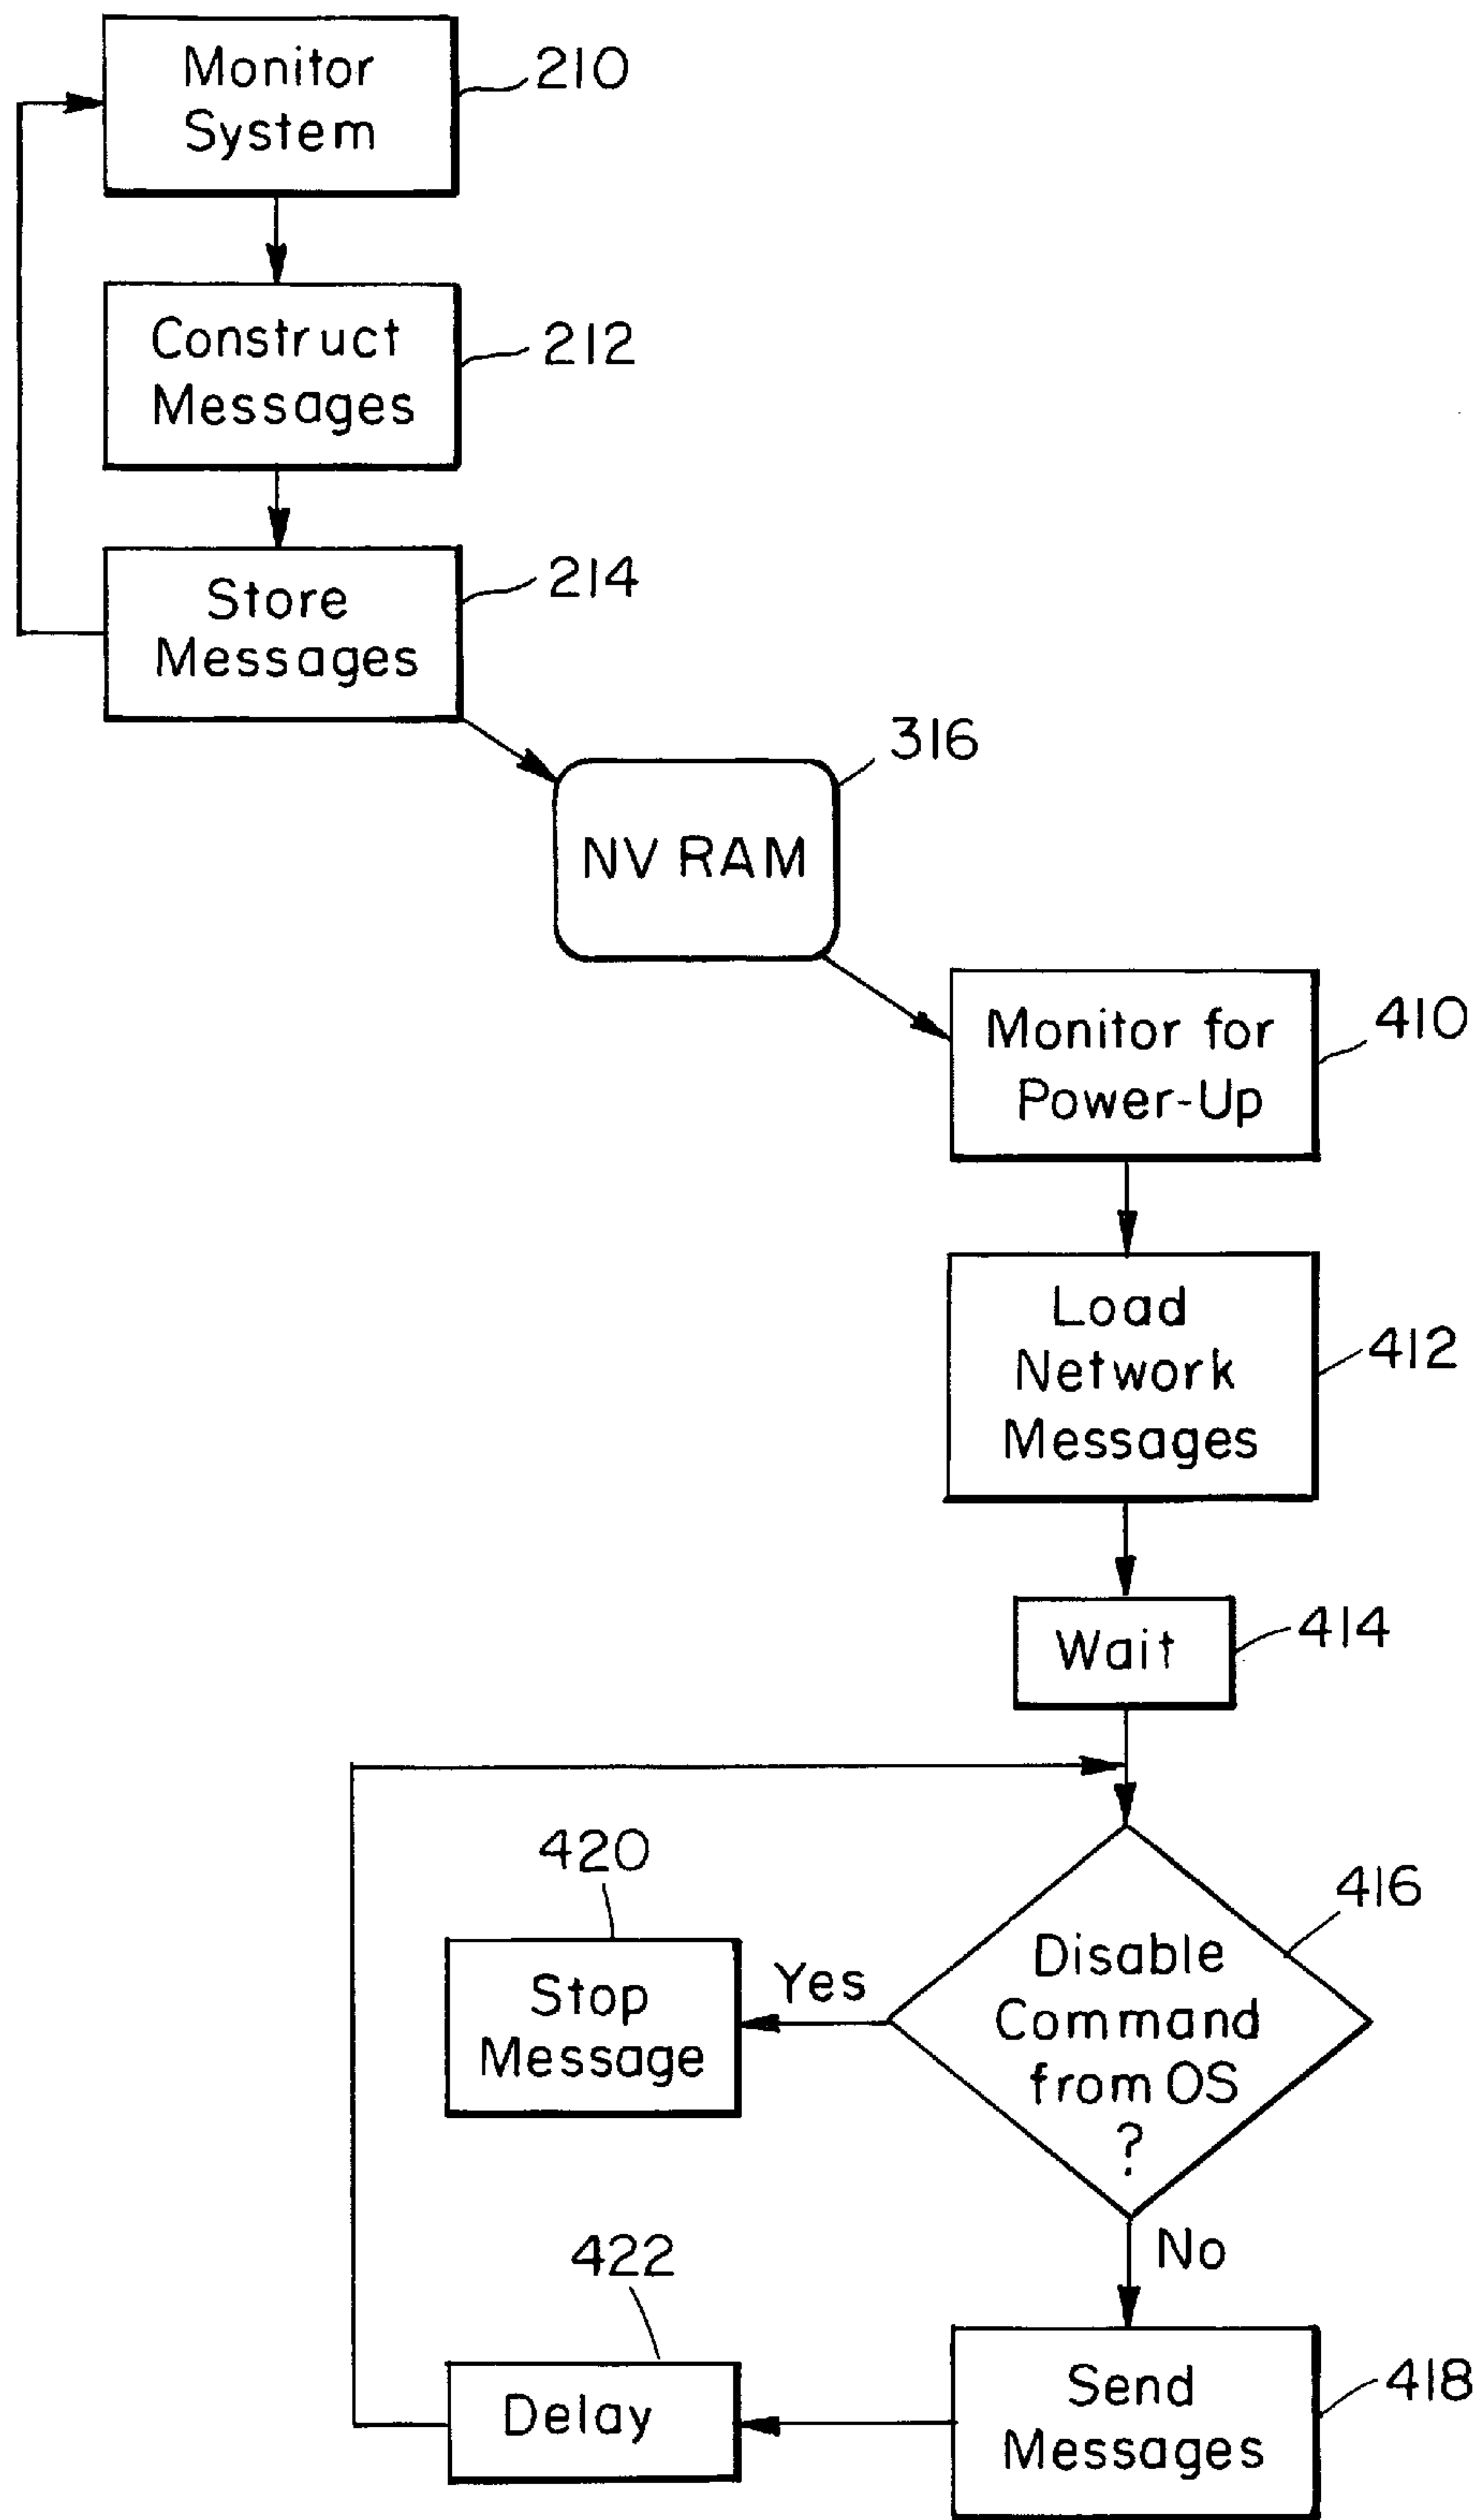 Monitor
System
210
Construct
Messages
212
Store
Messages
214
316
NV RAM
Monitor for
Power-Up
410
Load
Network
Messages
412
Wait
414
420
416
Disable
Command
from OS
?
Yes
Stop
Message
No
422
Delay
Send
Messages
418